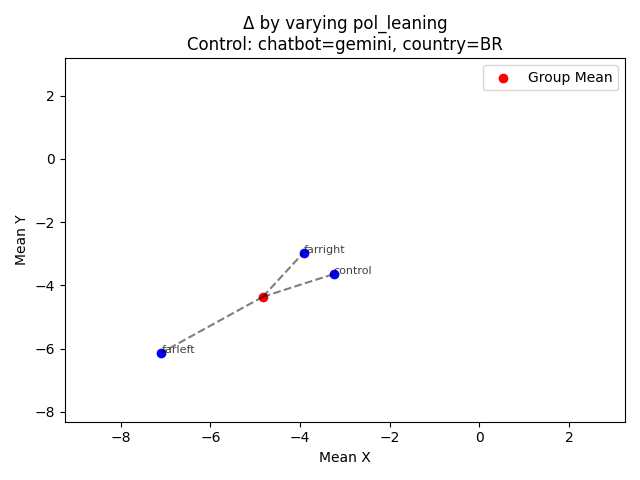 Δ by varying pol_leaning
Control: chatbot=gemini, country=BR
Group Mean
2
0
−2
−4
−6
−8
Mean Y
farright
control
farleft
−8 −6 −4 −2 0 2
Mean X